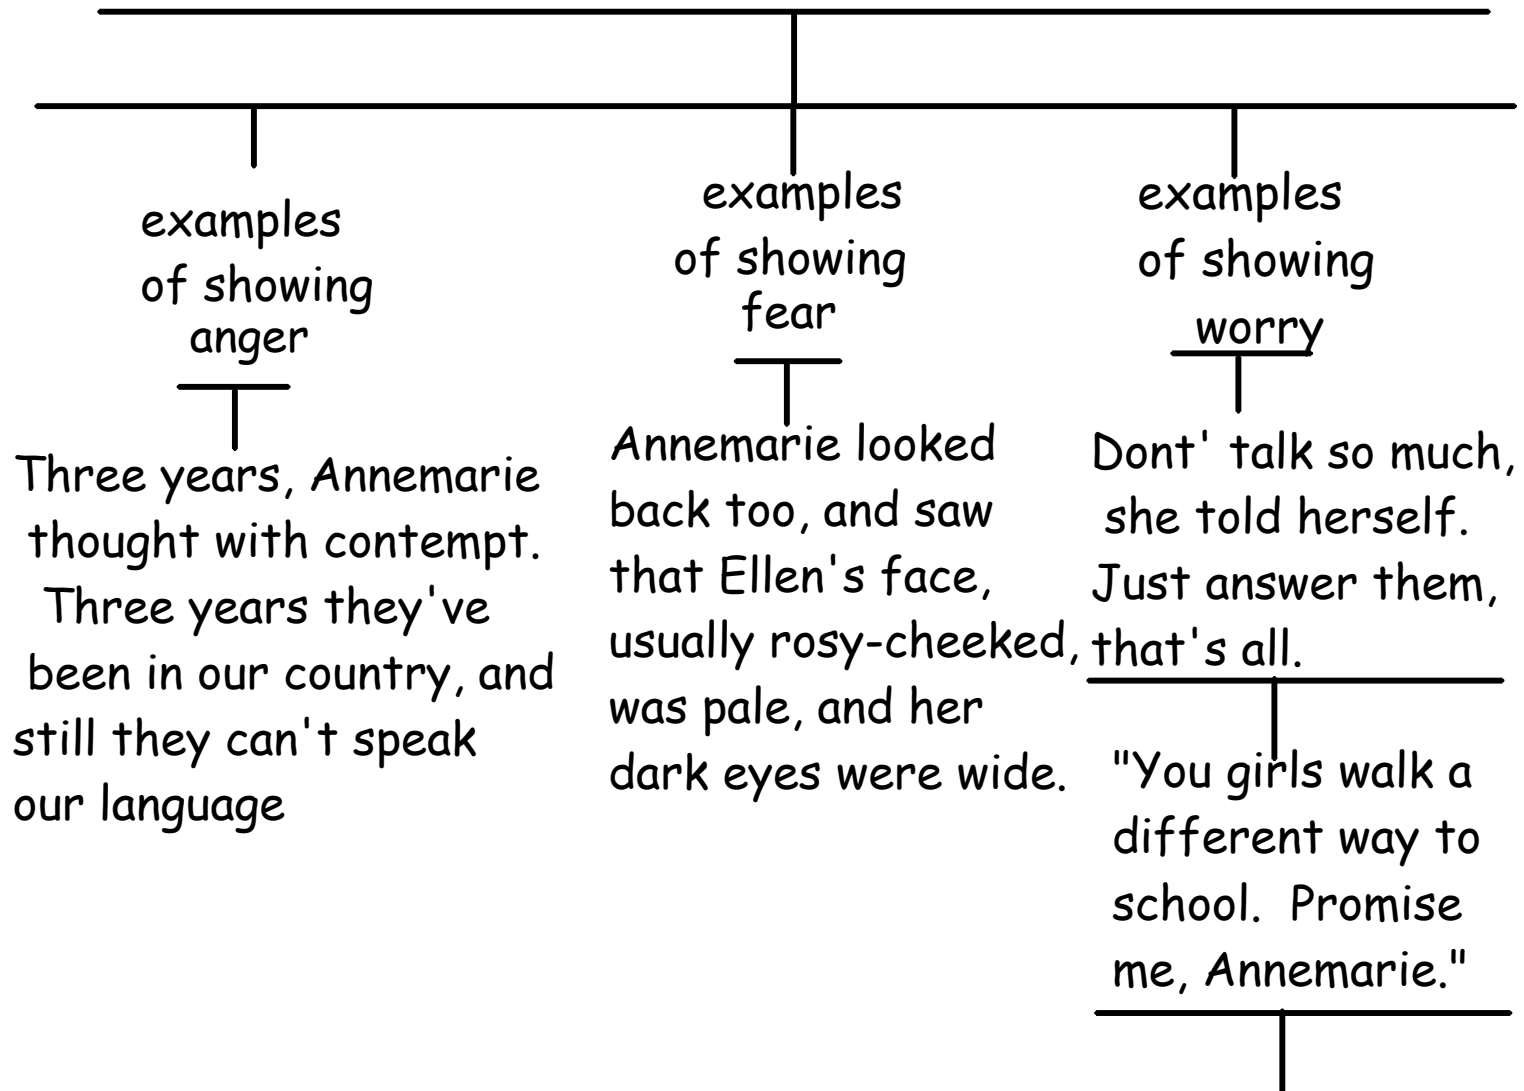 examples
of showing
anger
Three years, Annemarie
thought with contempt.
Three years they've
been in our country, and
still they can't speak
our language
examples
of showing
fear
Annemarie looked
back too, and saw
that Ellen's face,
usually rosy-cheeked,
was pale, and her
dark eyes were wide.
examples
of showing
worry
Dont' talk so much,
she told herself.
Just answer them,
that's all.
"You girls walk a
different way to
school.  Promise
me, Annemarie."